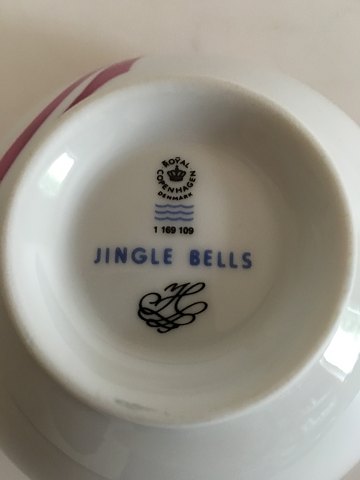 ROYAL
COPENHAGEN
DENMARK
1 169 109
JINGLE BELLS